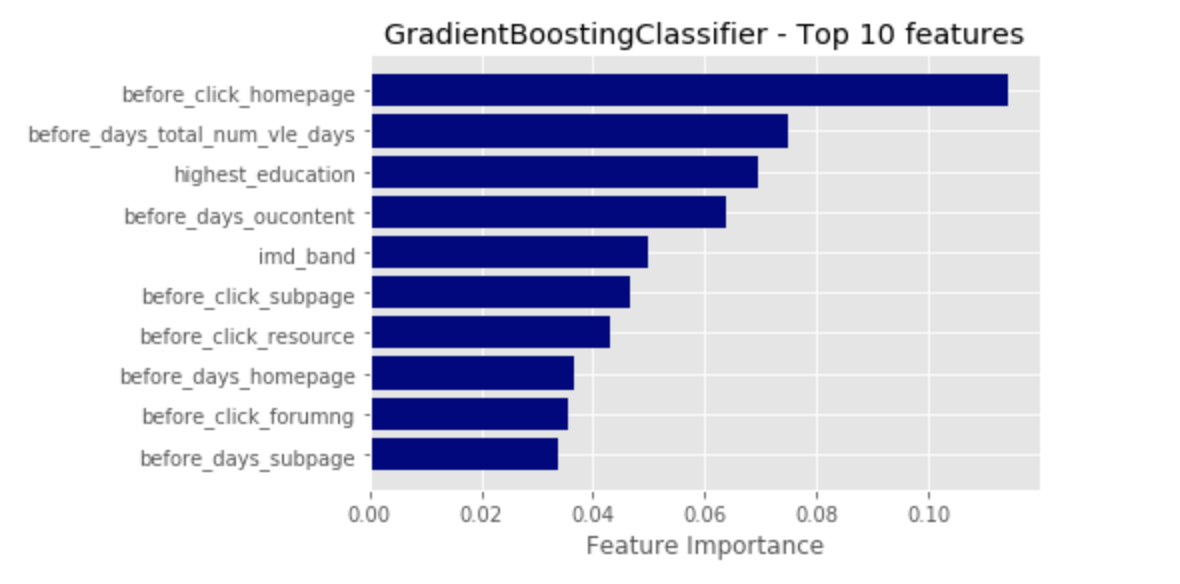 GradientBoostingClassifier - Top 10 features
before_click_homepage
before_days_total_num_vle_days
highest_education
before_days_oucontent
imd_band
before_click_subpage
before_click_resource
before_days_homepage
before_click_forumng
before_days_subpage
0.00 0.02 0.04 0.06 0.08 0.10
Feature Importance